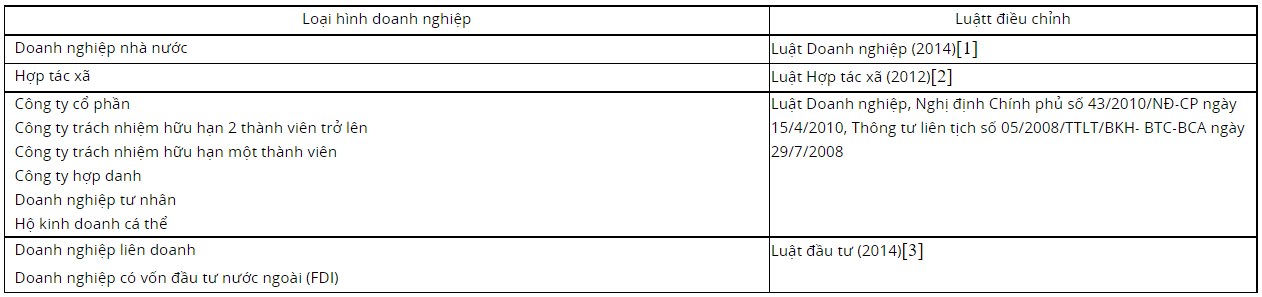 Loại hình doanh nghiệp
Luậtt điều chỉnh
Doanh nghiệp nhà nước
Luật Doanh nghiệp (2014)[1]
Hợp tác xã
Luật Hợp tác xã (2012)[2]
Công ty cổ phần
Công ty trách nhiệm hữu hạn 2 thành viên trở lên
Công ty trách nhiệm hữu hạn một thành viên
Công ty hợp danh
Doanh nghiệp tư nhân
Hộ kinh doanh cá thể
Luật Doanh nghiệp, Nghị định Chính phủ số 43/2010/NĐ-CP ngày
15/4/2010, Thông tư liên tịch số 05/2008/TTLT/BKH- BTC-BCA ngày
29/7/2008
Doanh nghiệp liên doanh
Doanh nghiệp có vốn đầu tư nước ngoài (FDI)
Luật đầu tư (2014)[3]